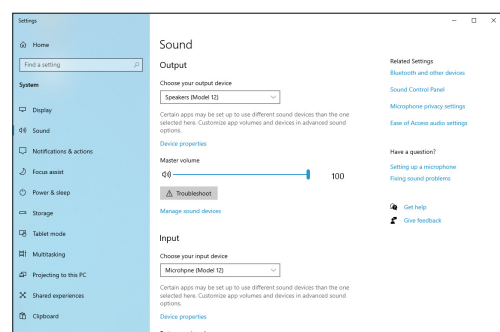 Settings
Home
Find a setting
System
Display
Sound
Notifications & actions
Focus assist
Power & sleep
Storage
Tablet mode
Multitasking
Projecting to this PC
Shared experiences
Clipboard
Sound
Output
Choose your output device
Speakers (Model 12)
Certain apps may be set up to use different sound devices than the one
selected here. Customize app volumes and devices in advanced sound
options.
Device properties
Master volume
100
Troubleshoot
Manage sound devices
Input
Choose your input device
Microhpne (Model 12)
Certain apps may be set up to use different sound devices than the one
selected here. Customize app volumes and devices in advanced sound
options.
Device properties
Related Settings
Bluetooth and other devices
Sound Control Panel
Microphone privacy settings
Ease of Access audio settings
Have a question?
Setting up a microphone
Fixing sound problems
Get help
Give feedback